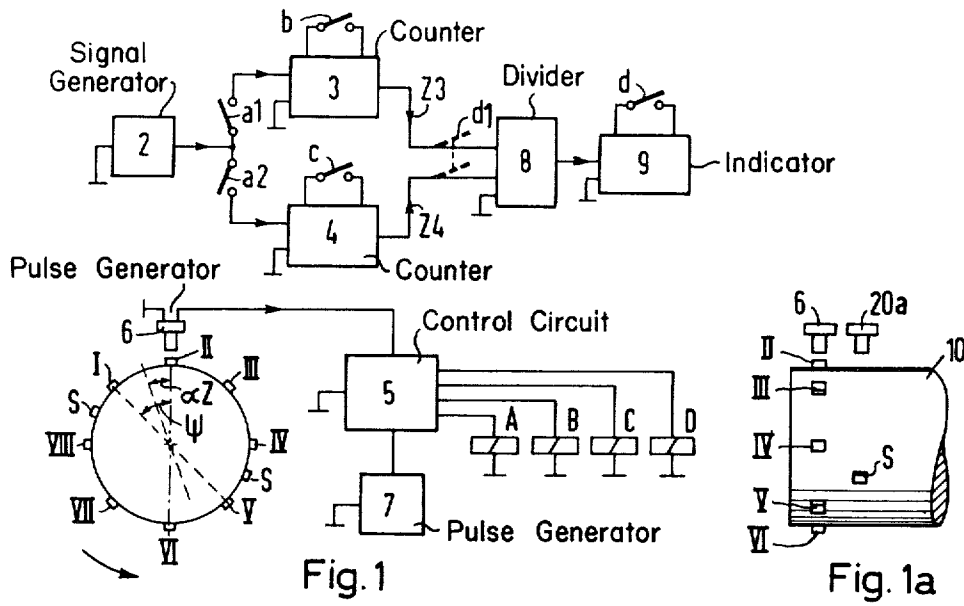 b
Counter
Signal
Generator
3
Divider
d
a1
Z3
d1
2
8
9
a2
c
Indicator
Z4
4
Pulse Generator
Counter
6
Control Circuit
6
20a
II
10
I
III
II
αZ
S
ψ
5
III
VIII
IV
A
B
C
D
IV
S
S
VII
V
7
V
VI
Pulse Generator
VI
Fig. 1
Fig. 1a